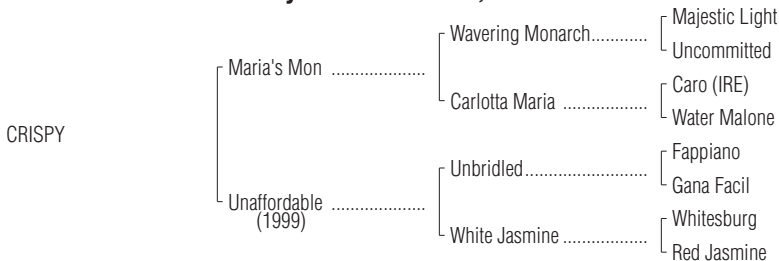 Majestic Light
Wavering Monarch............
Uncommitted
Maria's Mon .....................
Caro (IRE)
Carlotta Maria ..................
Water Malone
CRISPY
Fappiano
Unbridled..........................
Gana Facil
Unaffordable .....................
(1999)
Whitesburg
White Jasmine ..................
Red Jasmine